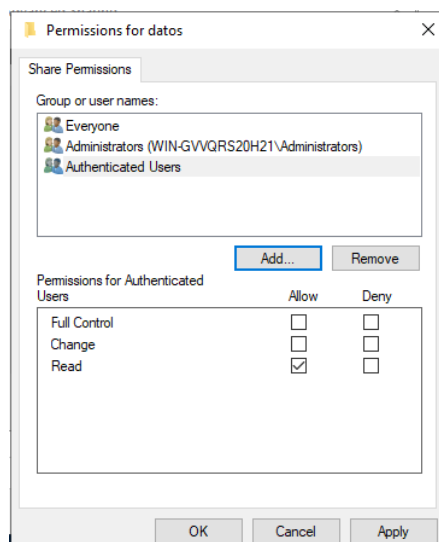 Permissions for datos
Share Permissions
Group or user names:
Everyone
Administrators (WIN-GVVQRS20H21\Administrators)
Authenticated Users
Add... Remove
Permissions for Authenticated
Users Allow Deny
Full Control
Change
Read
OK Cancel Apply